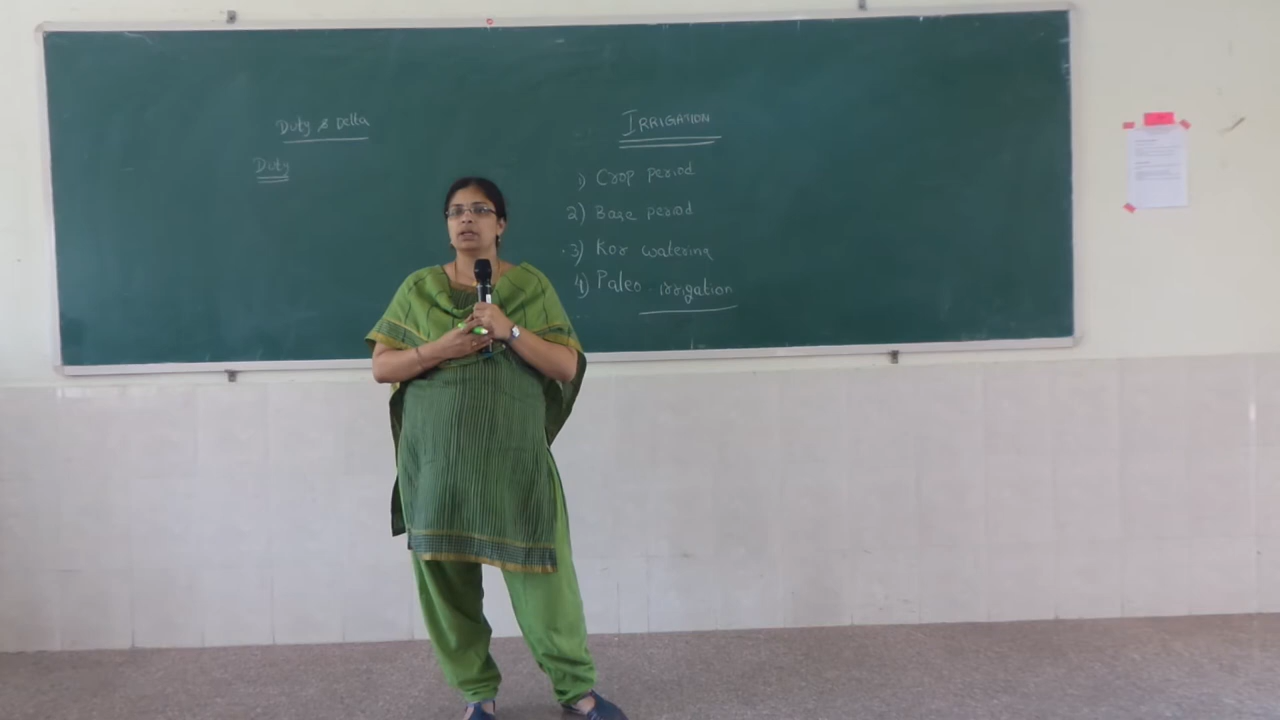 Duty & Delta
Duty
IRRIGATION
1) Crop period
2) Base period
3) Kor watering
4) Paleo irrigation